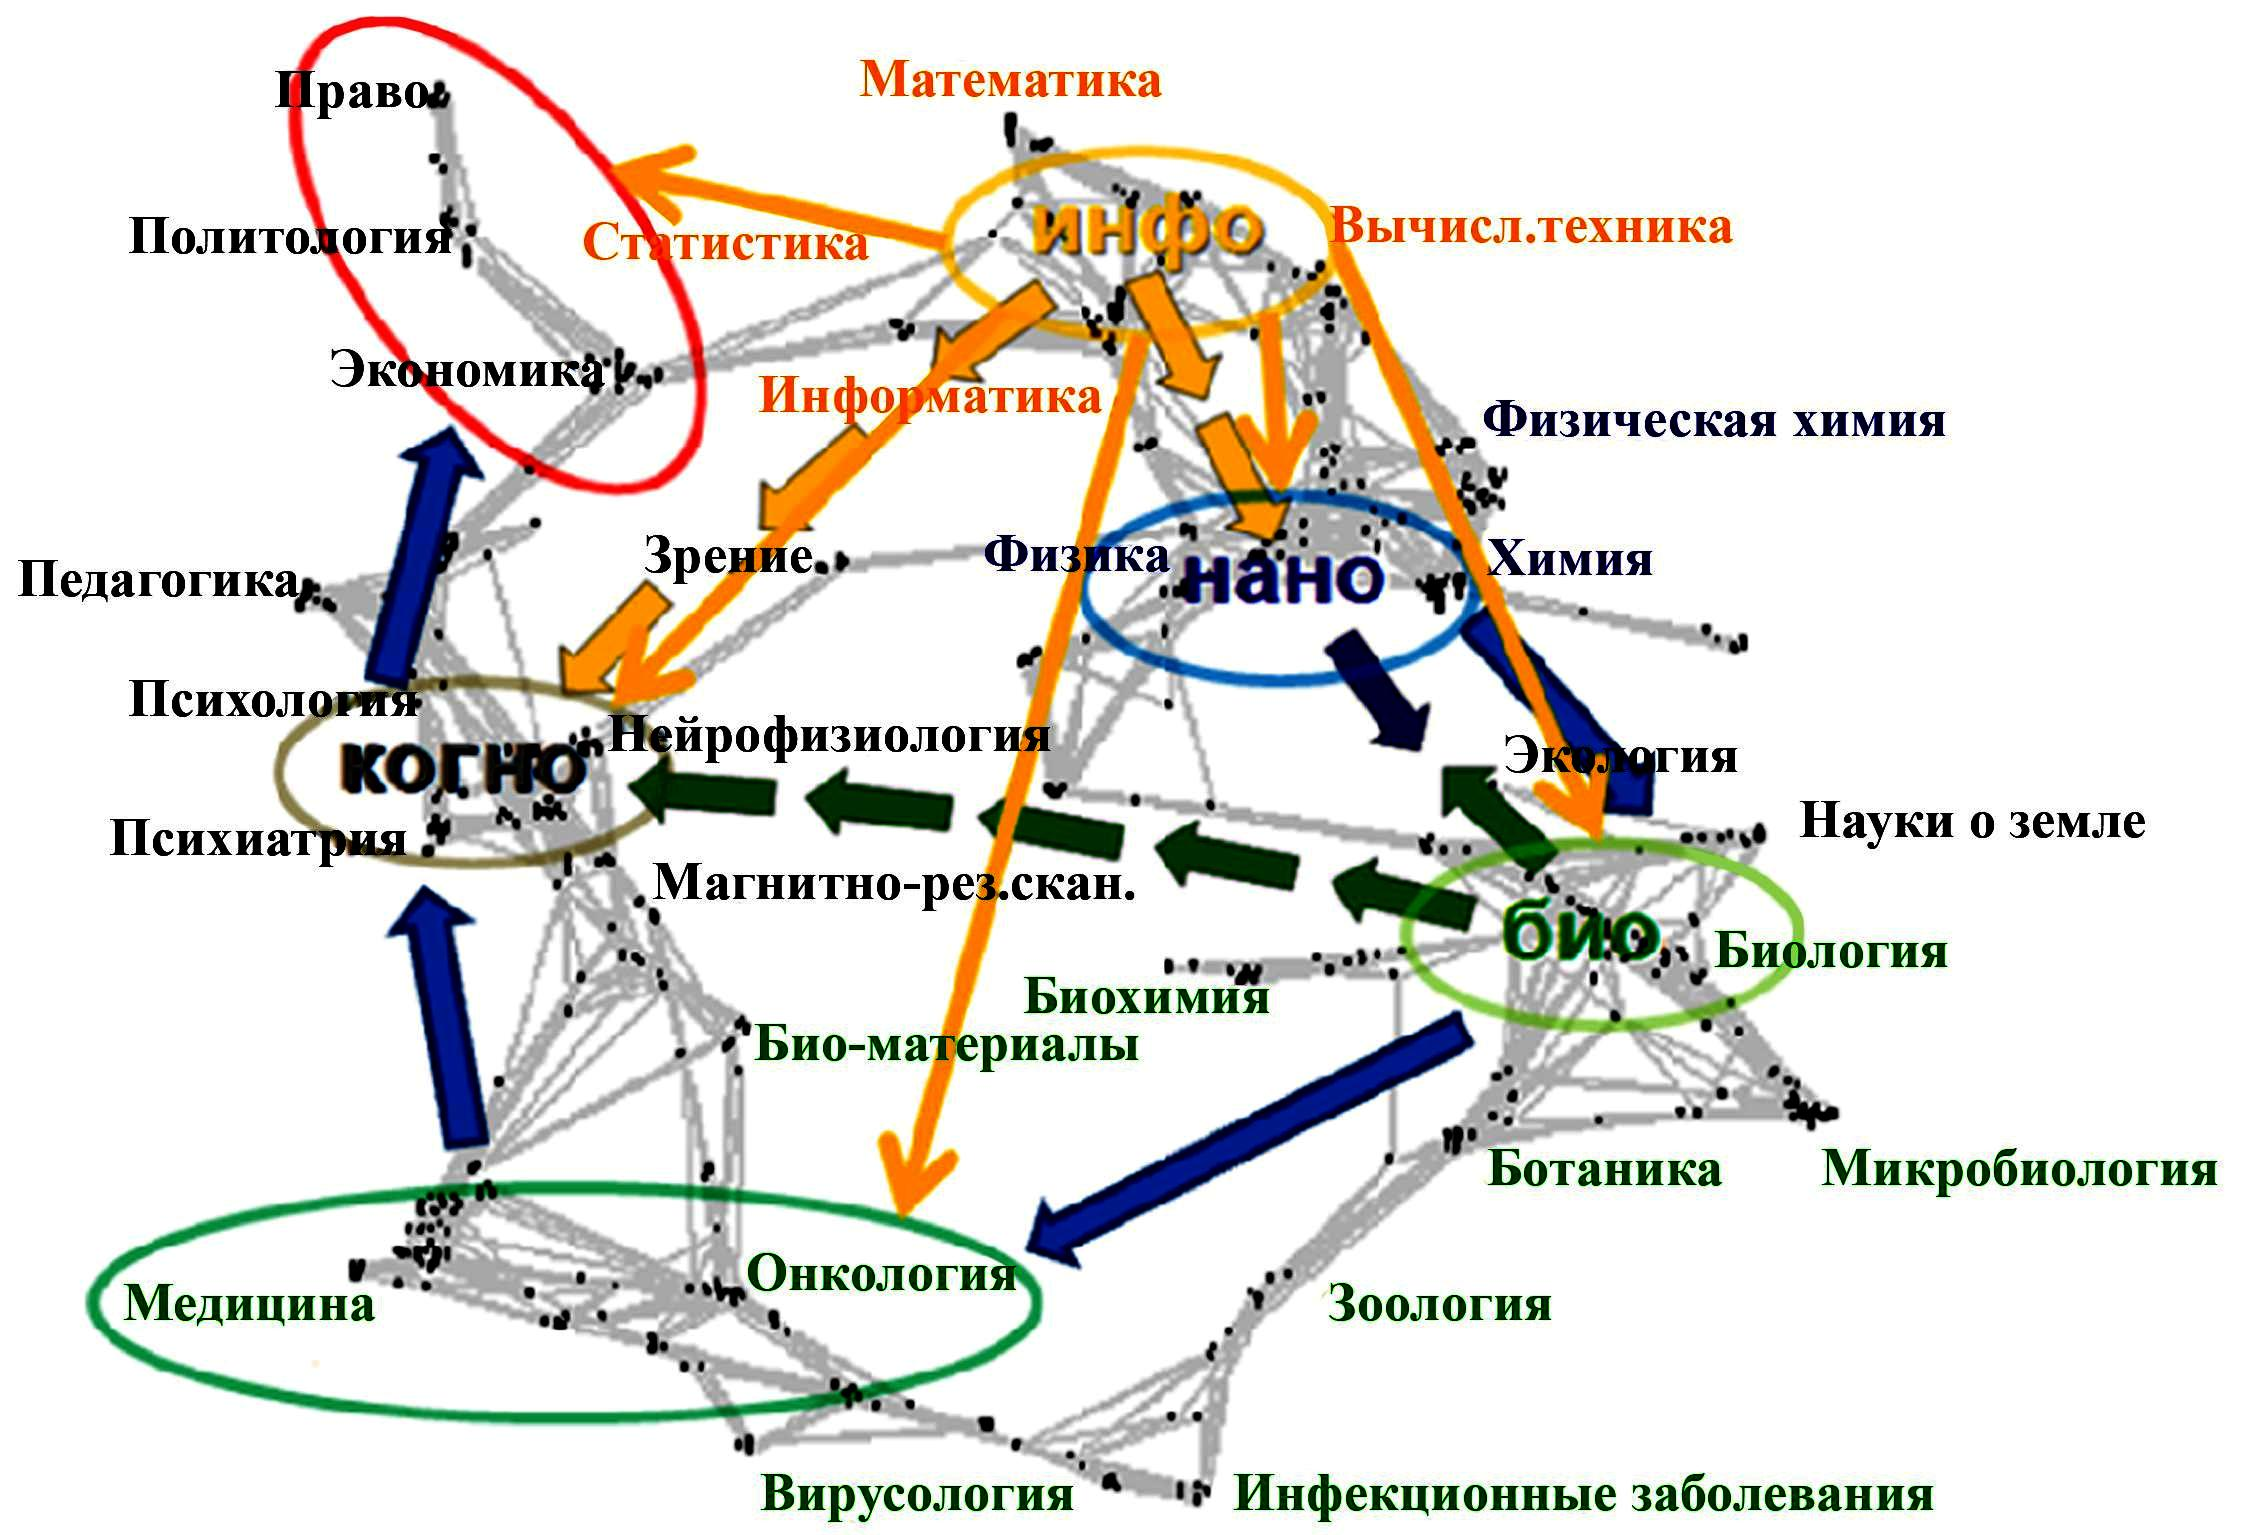 Право
Математика
инфо
Вычисл.техника
Политология
Статистика
Экономика
Информатика
Физическая химия
Зрение
Физика
Химия
нано
Педагогика
Психология
Нейрофизиология
Экология
когно
Науки о земле
Психиатрия
Магнитно-рез.скан.
био
Биология
Биохимия
Био-материалы
Ботаника
Микробиология
Онкология
Медицина
Зоология
Вирусология
Инфекционные заболевания